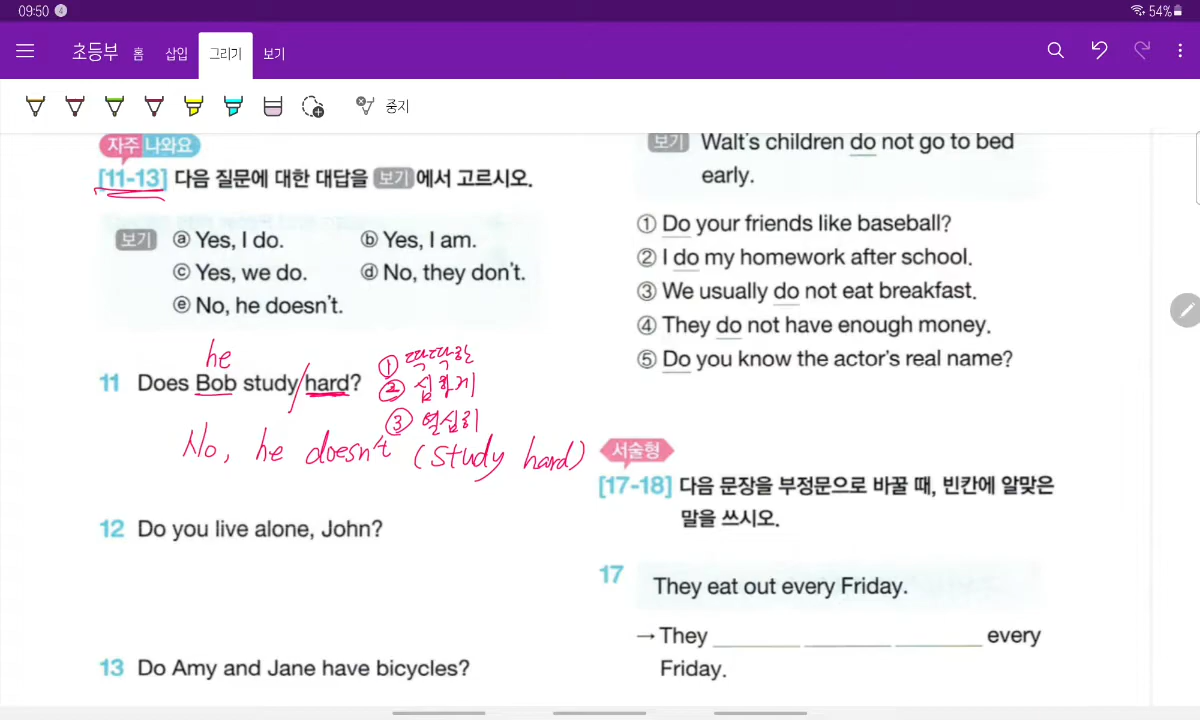 09:50 4 54%
초등부 홈 삽입 그리기 보기
중지
자주 나와요
[11-13] 다음 질문에 대한 대답을 보기 에서 고르시오.
보기 ⓐ Yes, I do. ⓑ Yes, I am.
ⓒ Yes, we do. ⓓ No, they don't.
ⓔ No, he doesn't.
he
11 Does Bob study/hard?
① 딱딱한
② 심하게
③ 열심히
No, he doesn't (study hard)
12 Do you live alone, John?
13 Do Amy and Jane have bicycles?
보기 Walt's children do not go to bed
early.
① Do your friends like baseball?
② I do my homework after school.
③ We usually do not eat breakfast.
④ They do not have enough money.
⑤ Do you know the actor's real name?
서술형
[17-18] 다음 문장을 부정문으로 바꿀 때, 빈칸에 알맞은
말을 쓰시오.
17 They eat out every Friday.
→ They ________ ________ ________ every
Friday.